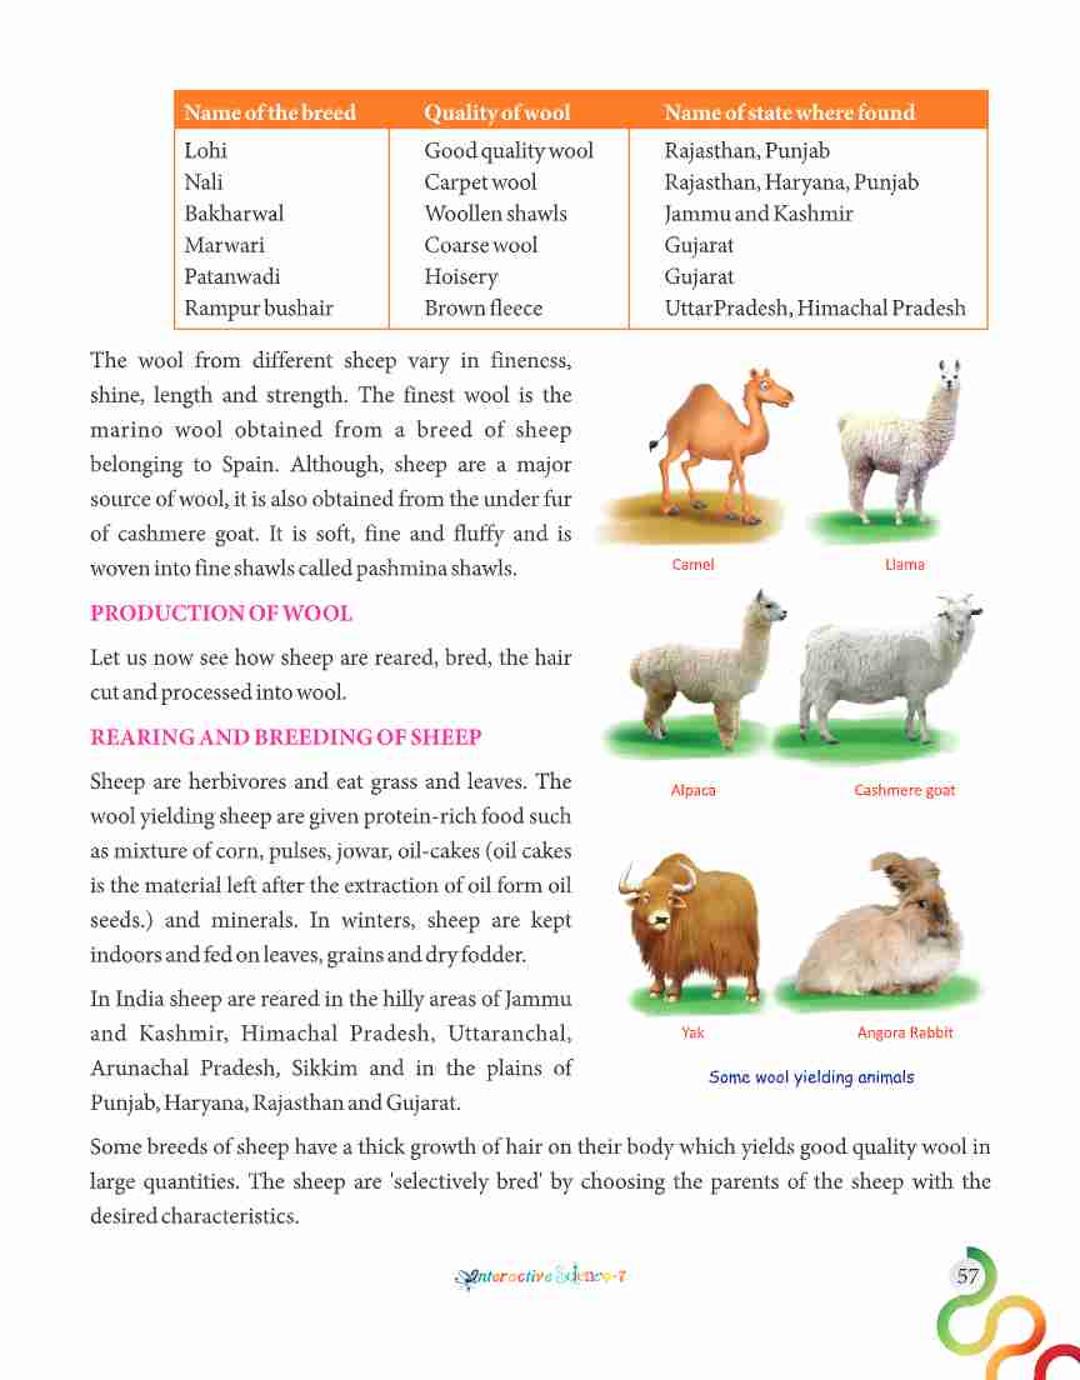 Name of the breed Quality of wool Name of state where found
Lohi Good quality wool Rajasthan, Punjab
Nali Carpet wool Rajasthan, Haryana, Punjab
Bakharwal Woollen shawls Jammu and Kashmir
Marwari Coarse wool Gujarat
Patanwadi Hoisery Gujarat
Rampur bushair Brown fleece UttarPradesh, Himachal Pradesh
The wool from different sheep vary in fineness,
shine, length and strength. The finest wool is the
marino wool obtained from a breed of sheep
belonging to Spain. Although, sheep are a major
source of wool, it is also obtained from the under fur
of cashmere goat. It is soft, fine and fluffy and is
woven into fine shawls called pashmina shawls.
PRODUCTION OF WOOL
Let us now see how sheep are reared, bred, the hair
cut and processed into wool.
REARING AND BREEDING OF SHEEP
Sheep are herbivores and eat grass and leaves. The
wool yielding sheep are given protein-rich food such
as mixture of corn, pulses, jowar, oil-cakes (oil cakes
is the material left after the extraction of oil form oil
seeds.) and minerals. In winters, sheep are kept
indoors and fed on leaves, grains and dry fodder.
In India sheep are reared in the hilly areas of Jammu
and Kashmir, Himachal Pradesh, Uttaranchal,
Arunachal Pradesh, Sikkim and in the plains of
Punjab, Haryana, Rajasthan and Gujarat.
Camel Llama
Alpaca Cashmere goat
Yak Angora Rabbit
Some wool yielding animals
Some breeds of sheep have a thick growth of hair on their body which yields good quality wool in
large quantities. The sheep are 'selectively bred' by choosing the parents of the sheep with the
desired characteristics.
Interactive Science-7
57